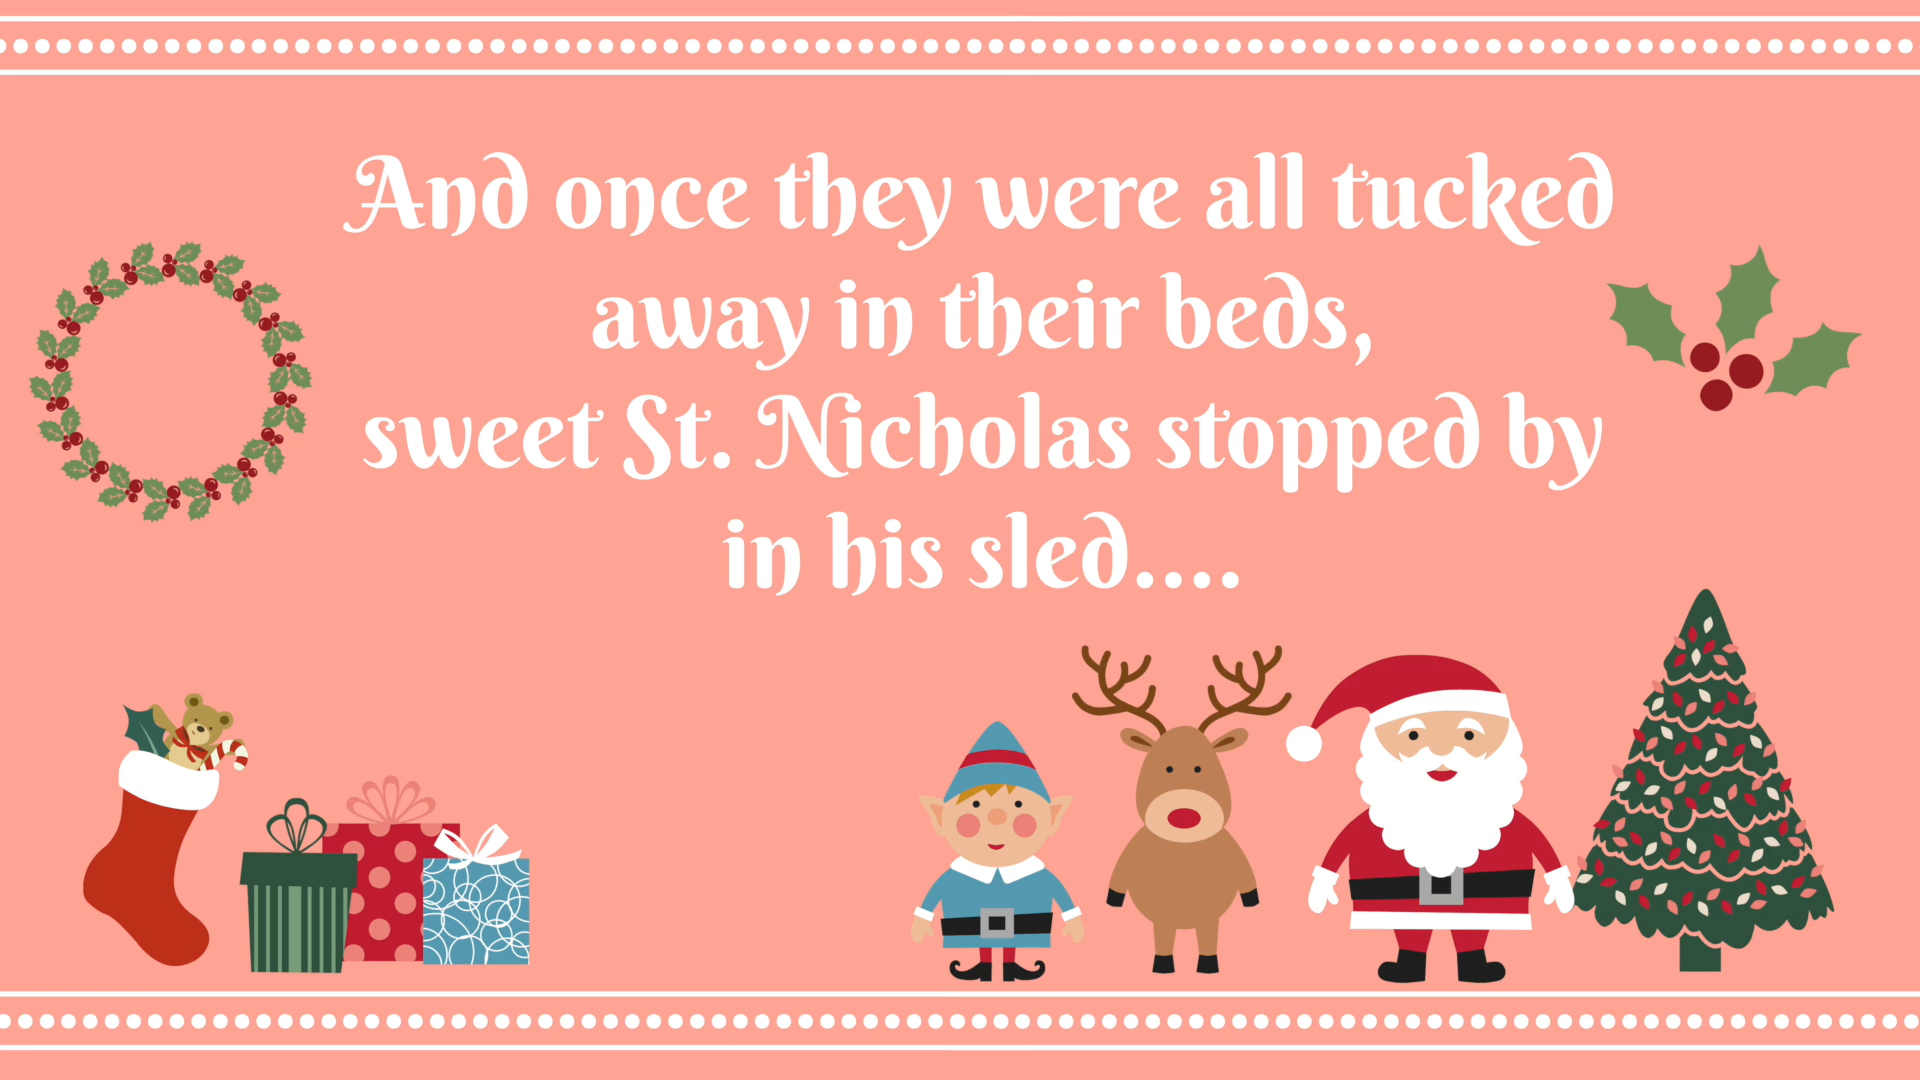 And once they were all tucked
away in their beds,
sweet St. Nicholas stopped by
in his sled....